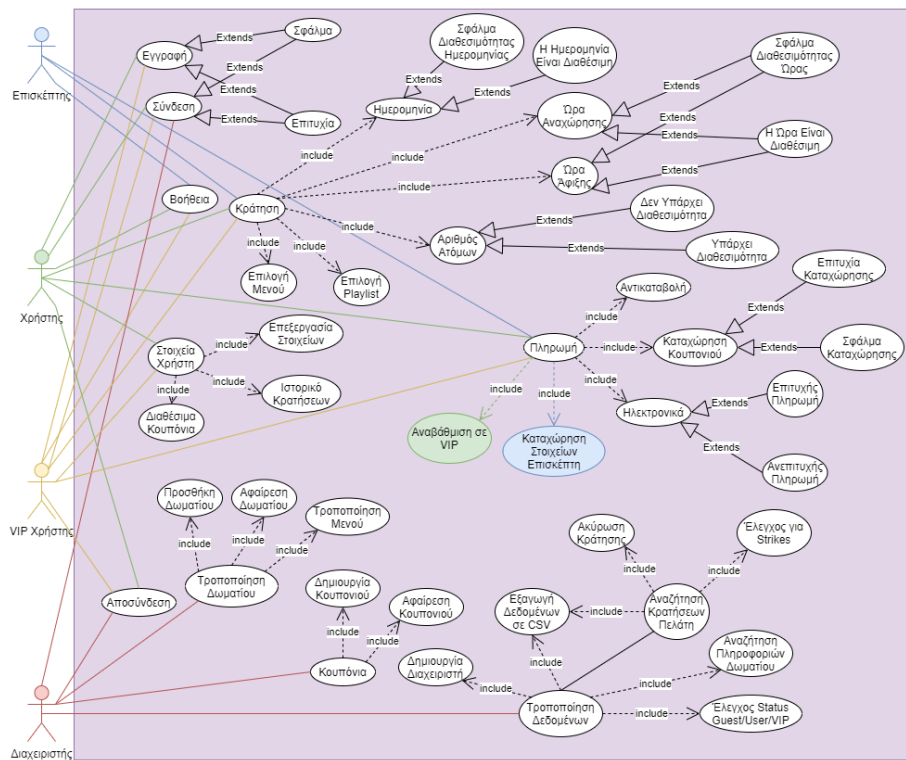 Σφάλμα
Extends
Εγγραφή
Extends
Extends
Σύνδεση
Extends
Επιτυχία
Επισκέπτης
Σφάλμα
Διαθεσιμότητας
Ημερομηνίας
Η Ημερομηνία
Είναι Διαθέσιμη
Extends
Extends
Ημερομηνία
Σφάλμα
Διαθεσιμότητας
Ώρας
Extends
Ώρα
Αναχώρησης
Extends
Η Ώρα Είναι
Διαθέσιμη
Extends
Ώρα
Άφιξης
include
include
include
Βοήθεια
Κράτηση
include
Δεν Υπάρχει
Διαθεσιμότητα
Extends
Αριθμός
Ατόμων
Extends
Υπάρχει
Διαθεσιμότητα
include
include
Επιλογή
Μενού
Επιλογή
Playlist
Χρήστης
Αντικαταβολή
Επιτυχία
Καταχώρησης
include
Extends
Πληρωμή
include
Καταχώρηση
Κουπονιού
Extends
Σφάλμα
Καταχώρησης
Στοιχεία
Χρήστη
include
Επεξεργασία
Στοιχείων
include
include
Ιστορικό
Κρατήσεων
Διαθέσιμα
Κουπόνια
include
include
include
Ηλεκτρονικά
Extends
Επιτυχής
Πληρωμή
Extends
Ανεπιτυχής
Πληρωμή
Αναβάθμιση σε
VIP
Καταχώρηση
Στοιχείων
Επισκέπτη
VIP Χρήστης
Προσθήκη
Δωματίου
Αφαίρεση
Δωματίου
Τροποποίηση
Μενού
include
include
include
Τροποποίηση
Δωματίου
Αποσύνδεση
Ακύρωση
Κράτησης
Έλεγχος για
Strikes
include
include
Εξαγωγή
Δεδομένων
σε CSV
include
Αναζήτηση
Κρατήσεων
Πελάτη
Δημιουργία
Κουπονιού
Αφαίρεση
Κουπονιού
include
include
Κουπόνια
include
Δημιουργία
Διαχειριστή
include
Αναζήτηση
Πληροφοριών
Δωματίου
include
Τροποποίηση
Δεδομένων
include
Έλεγχος Status
Guest/User/VIP
Διαχειριστής